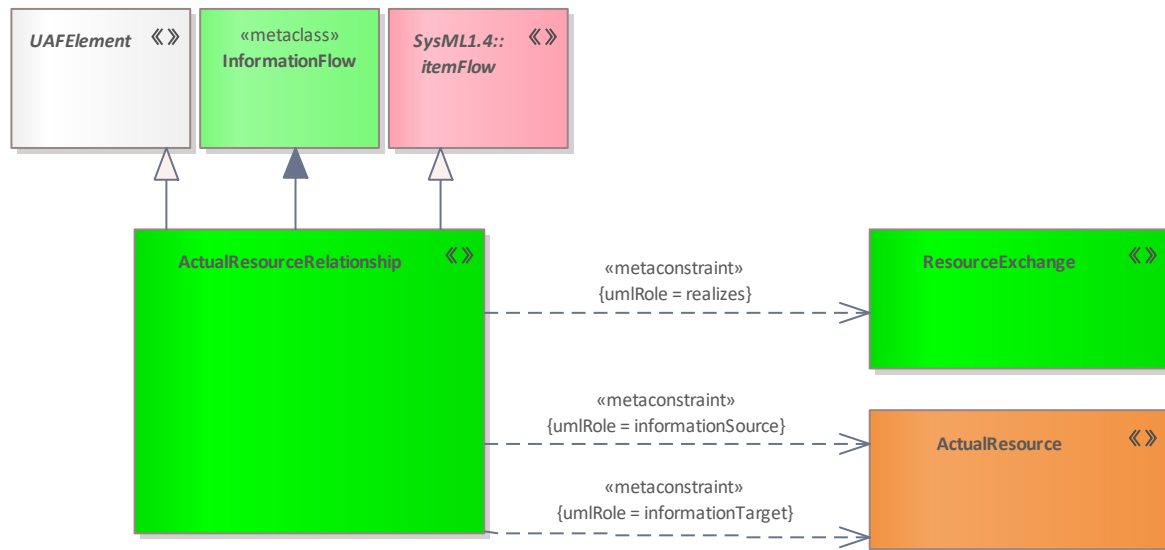 UAFElement «»
«metaclass»
InformationFlow
SysML1.4::
itemFlow
«»
ActualResourceRelationship «»
«metaconstraint»
{umlRole = realizes}
ResourceExchange «»
«metaconstraint»
{umlRole = informationSource}
ActualResource «»
«metaconstraint»
{umlRole = informationTarget}